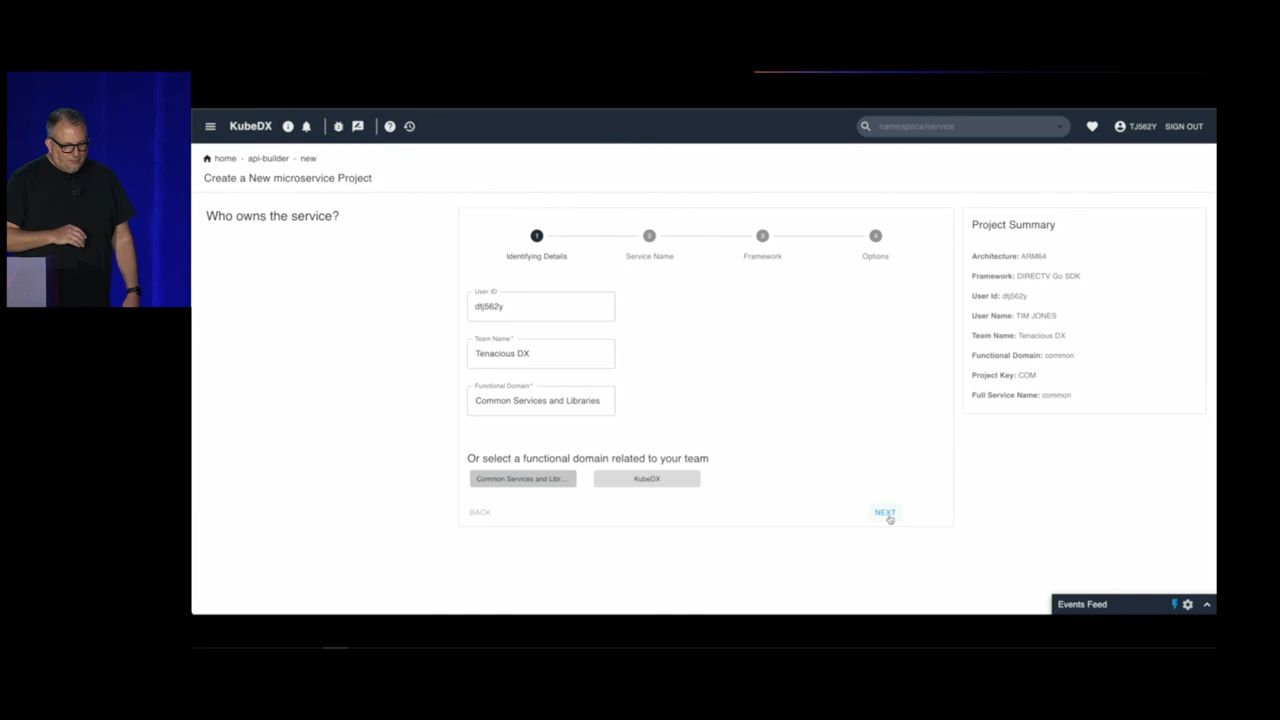 KubeDX
namespace/service
TJ562Y
SIGN OUT
home › api-builder › new
Create a New microservice Project
Who owns the service?
1
2
3
4
Identifying Details
Service Name
Framework
Options
User ID
dtj562y
Team Name *
Tenacious DX
Functional Domain *
Common Services and Libraries
Or select a functional domain related to your team
Common Services and Libr...
KubeDX
BACK
NEXT
Project Summary
Architecture: ARM64
Framework: DIRECTV Go SDK
User Id: dtj562y
User Name: TIM JONES
Team Name: Tenacious DX
Functional Domain: common
Project Key: COM
Full Service Name: common
Events Feed